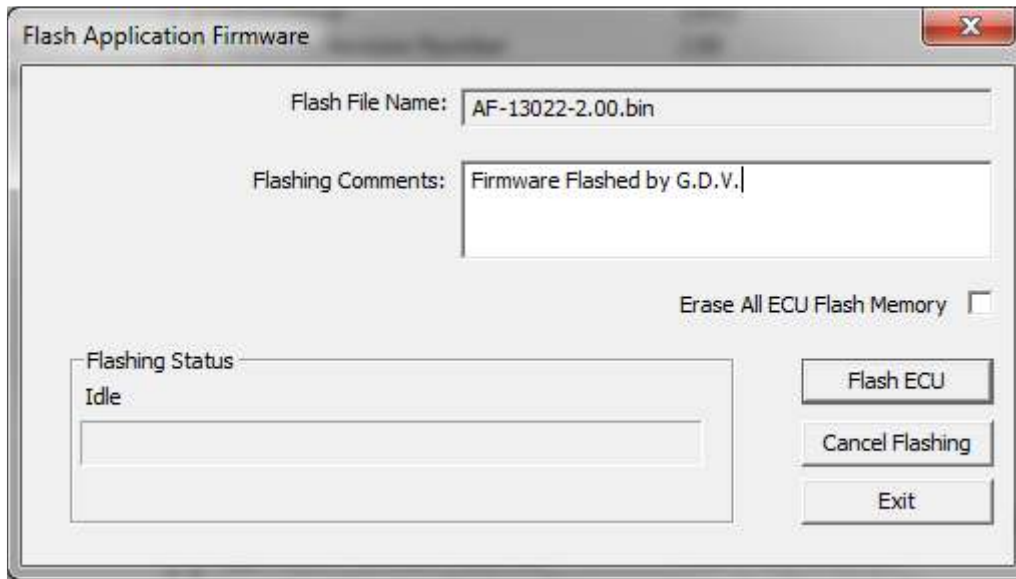 Flash Application Firmware
Flash File Name: AF-13022-2.00.bin
Flashing Comments: Firmware Flashed by G.D.V.
Erase All ECU Flash Memory
Flashing Status
Idle
Flash ECU
Cancel Flashing
Exit